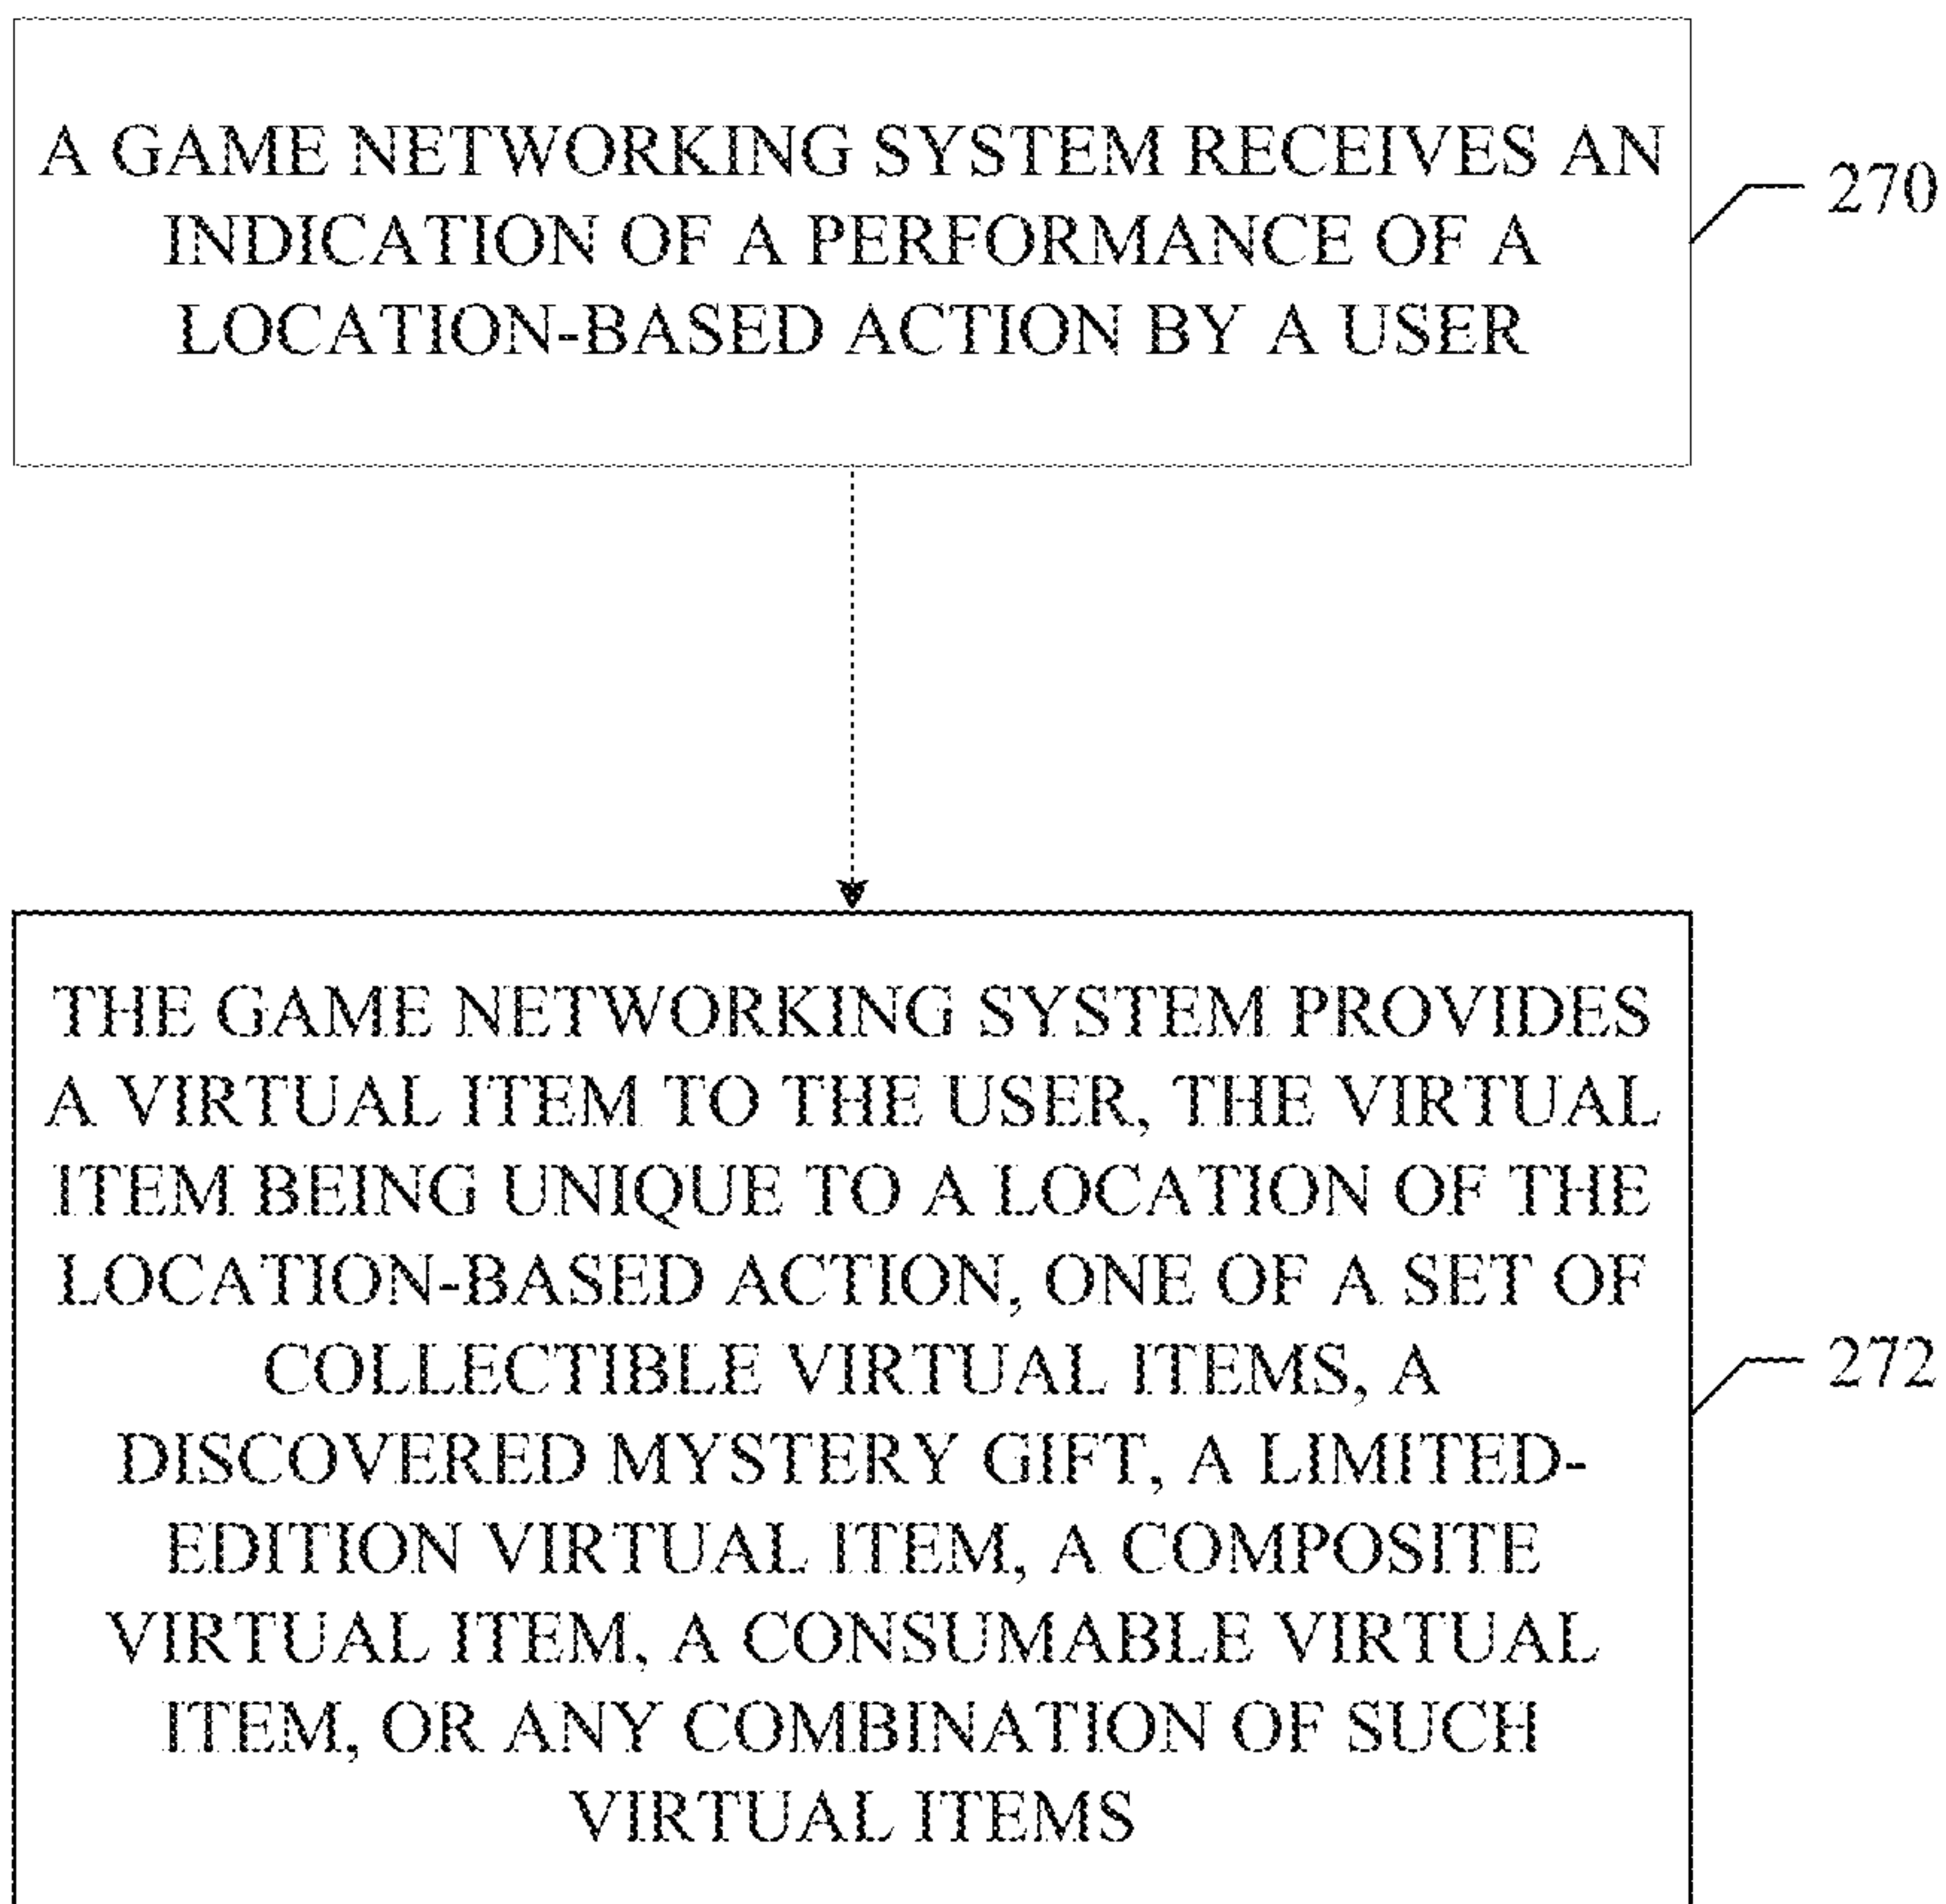 A GAME NETWORKING SYSTEM RECEIVES AN
INDICATION OF A PERFORMANCE OF A
LOCATION-BASED ACTION BY A USER
270
THE GAME NETWORKING SYSTEM PROVIDES
A VIRTUAL ITEM TO THE USER, THE VIRTUAL
ITEM BEING UNIQUE TO A LOCATION OF THE
LOCATION-BASED ACTION, ONE OF A SET OF
COLLECTIBLE VIRTUAL ITEMS, A
DISCOVERED MYSTERY GIFT, A LIMITED-
EDITION VIRTUAL ITEM, A COMPOSITE
VIRTUAL ITEM, A CONSUMABLE VIRTUAL
ITEM, OR ANY COMBINATION OF SUCH
VIRTUAL ITEMS
272